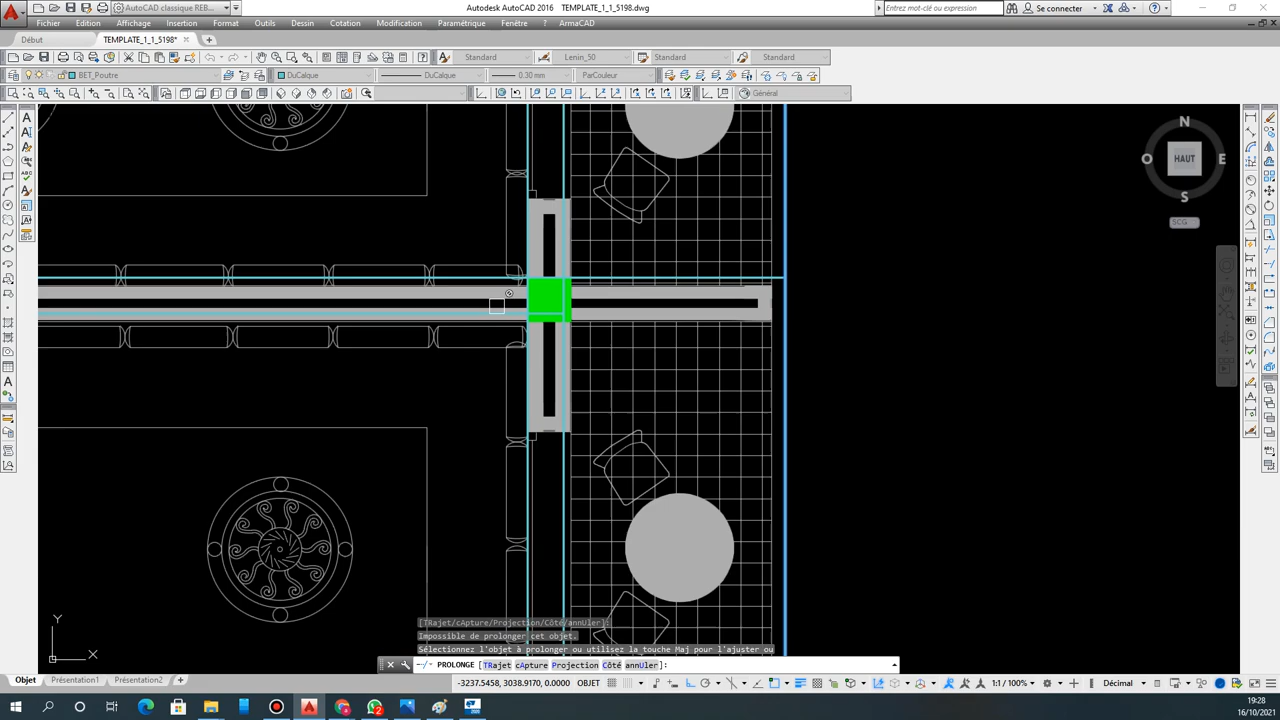 AutoCAD classique REB...
Autodesk AutoCAD 2016 TEMPLATE_1_1_5198.dwg
Entrez mot-clé ou expression
Se connecter
Fichier Edition Affichage Insertion Format Outils Dessin Cotation Modification Paramétrique Fenêtre ? ArmaCAD
Début TEMPLATE_1_1_5198*
Standard Lenin_50 Standard Standard
BET_Poutre DuCalque DuCalque 0.30 mm ParCouleur
Général
N
O HAUT E
S
SCG
[TRajet/cApture/Projection/Côté/annUler]:
Impossible de prolonger cet objet.
Sélectionnez l'objet à prolonger ou utilisez la touche Maj pour l'ajuster ou
PROLONGE [TRajet cApture Projection Côté annUler]:
Y
X
Objet Présentation1 Présentation2
-3237.5458, 3038.9170, 0.0000 OBJET 1:1 / 100% Décimal
19:28
16/10/2021